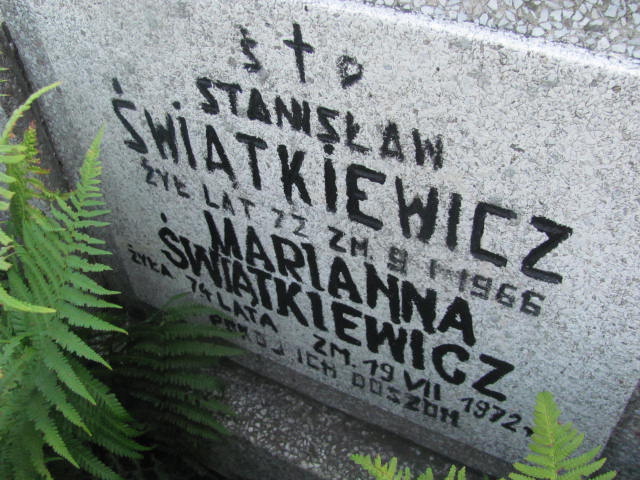 Ś † P
STANISŁAW
ŚWIĄTKIEWICZ
ŻYŁ LAT 72 ZM. 9 I 1966
MARIANNA
ŚWIĄTKIEWICZ
ŻYŁA 74 LATA ZM. 19 VII 1972 R
POKÓJ ICH DUSZOM